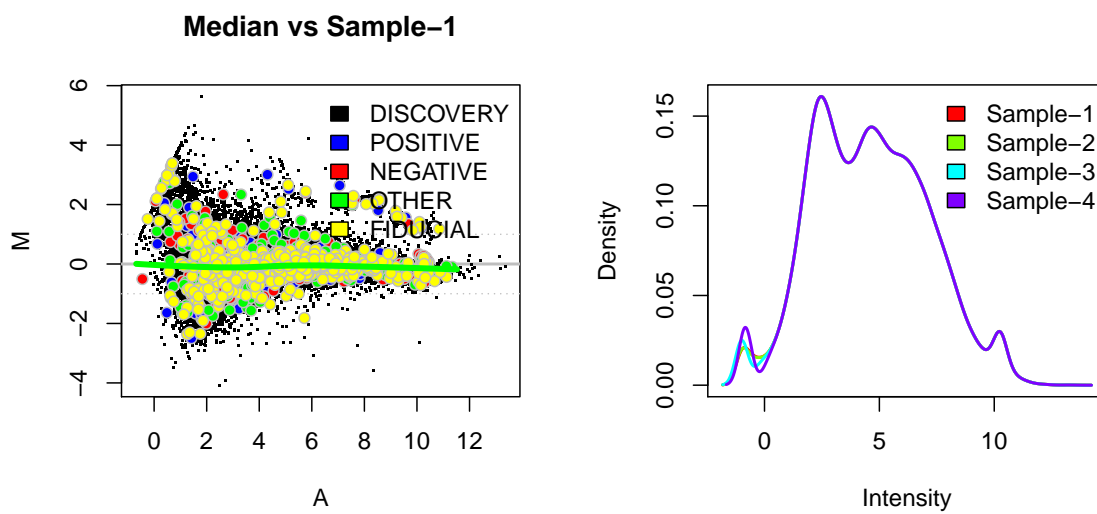 Median vs Sample−1
M
6
4
2
0
−2
−4
DISCOVERY
POSITIVE
NEGATIVE
OTHER
FIDUCIAL
0 2 4 6 8 10 12
A
Density
0.15
0.10
0.05
0.00
Sample−1
Sample−2
Sample−3
Sample−4
0 5 10
Intensity